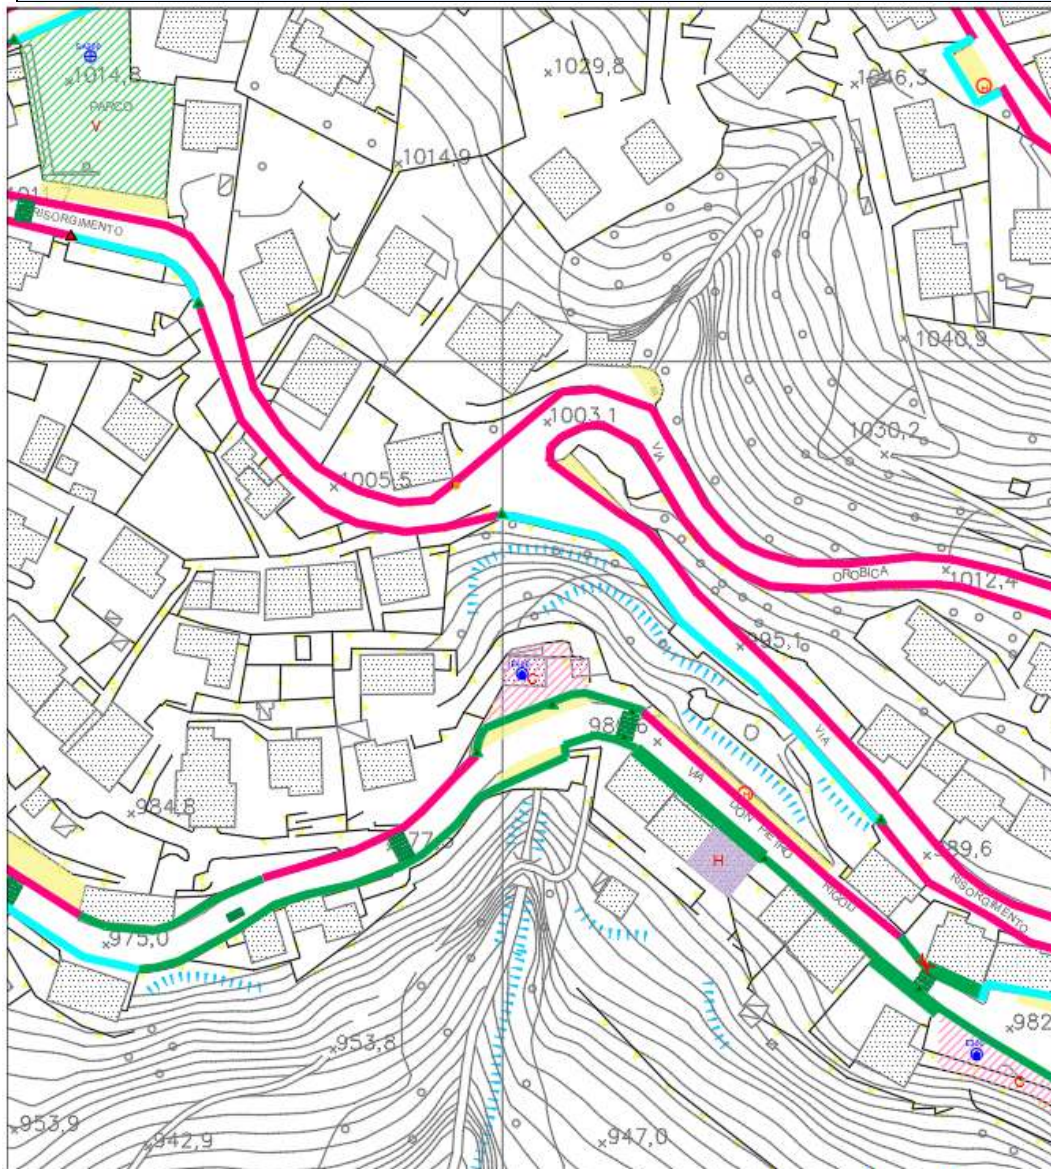 1014,8
PARCO
V
1029,8
1046,3
1014,9
RISORGIMENTO
1040,9
1003,1
VIA
1030,2
1005,5
OROBICA
1012,4
995,1
C
VIA
984,8
VIA
DON PIETRO
H
989,6
RIGOLI
RISORGIMENTO
975,0
982
953,8
C
953,9
942,9
947,0